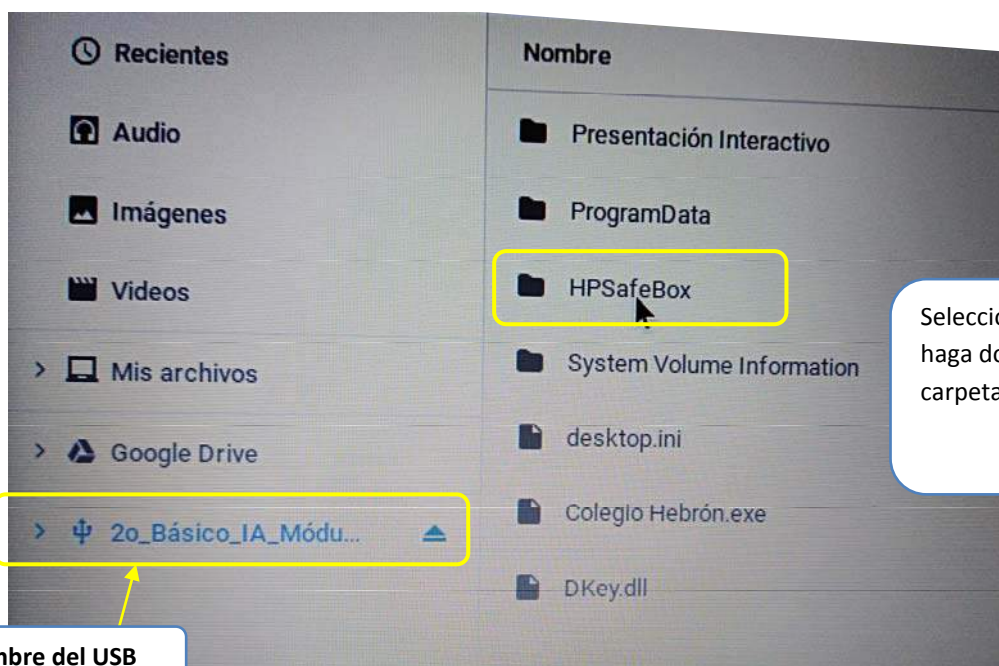 Recientes
Audio
Imágenes
Videos
Mis archivos
Google Drive
2o_Básico_IA_Módu...
Nombre
Presentación Interactivo
ProgramData
HPSafeBox
System Volume Information
desktop.ini
Colegio Hebrón.exe
DKey.dll
del USB
haga
carpeta